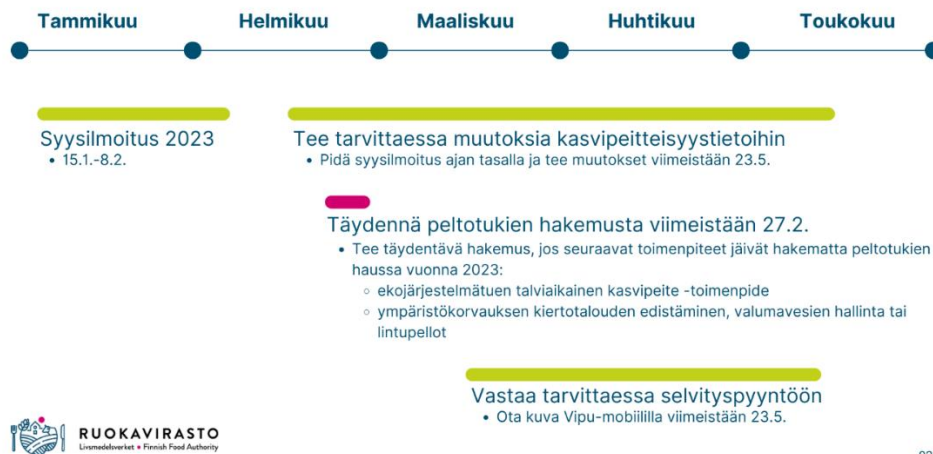 Tammikuu Helmikuu Maaliskuu Huhtikuu Toukokuu
Syysilmoitus 2023
• 15.1.-8.2.
Tee tarvittaessa muutoksia kasvipeitteisyystietoihin
• Pidä syysilmoitus ajan tasalla ja tee muutokset viimeistään 23.5.
Täydennä peltotukien hakemusta viimeistään 27.2.
• Tee täydentävä hakemus, jos seuraavat toimenpiteet jäivät hakematta peltotukien
haussa vuonna 2023:
◦ ekojärjestelmätuen talviaikainen kasvipeite -toimenpide
◦ ympäristökorvauksen kiertotalouden edistäminen, valumavesien hallinta tai
lintupellot
Vastaa tarvittaessa selvityspyyntöön
• Ota kuva Vipu-mobiililla viimeistään 23.5.
RUOKAVIRASTO
Livsmedelsverket • Finnish Food Authority